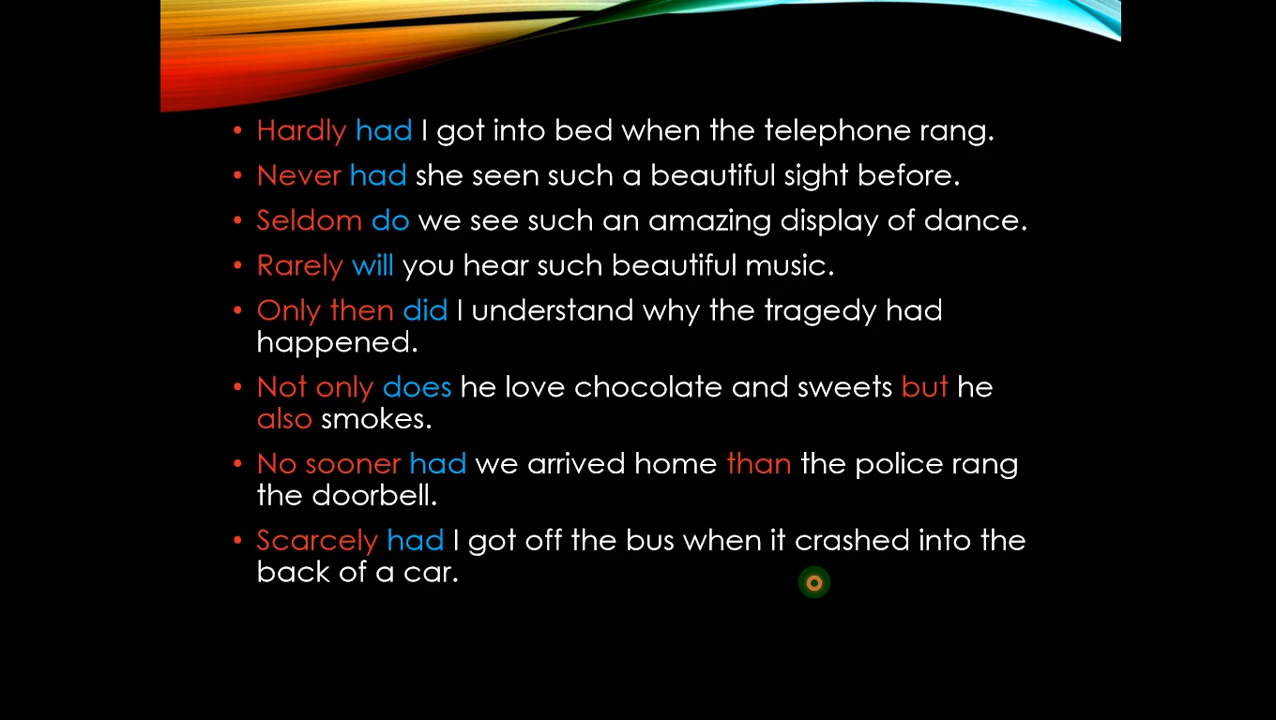 • Hardly had I got into bed when the telephone rang.
• Never had she seen such a beautiful sight before.
• Seldom do we see such an amazing display of dance.
• Rarely will you hear such beautiful music.
• Only then did I understand why the tragedy had
happened.
• Not only does he love chocolate and sweets but he
also smokes.
• No sooner had we arrived home than the police rang
the doorbell.
• Scarcely had I got off the bus when it crashed into the
back of a car.